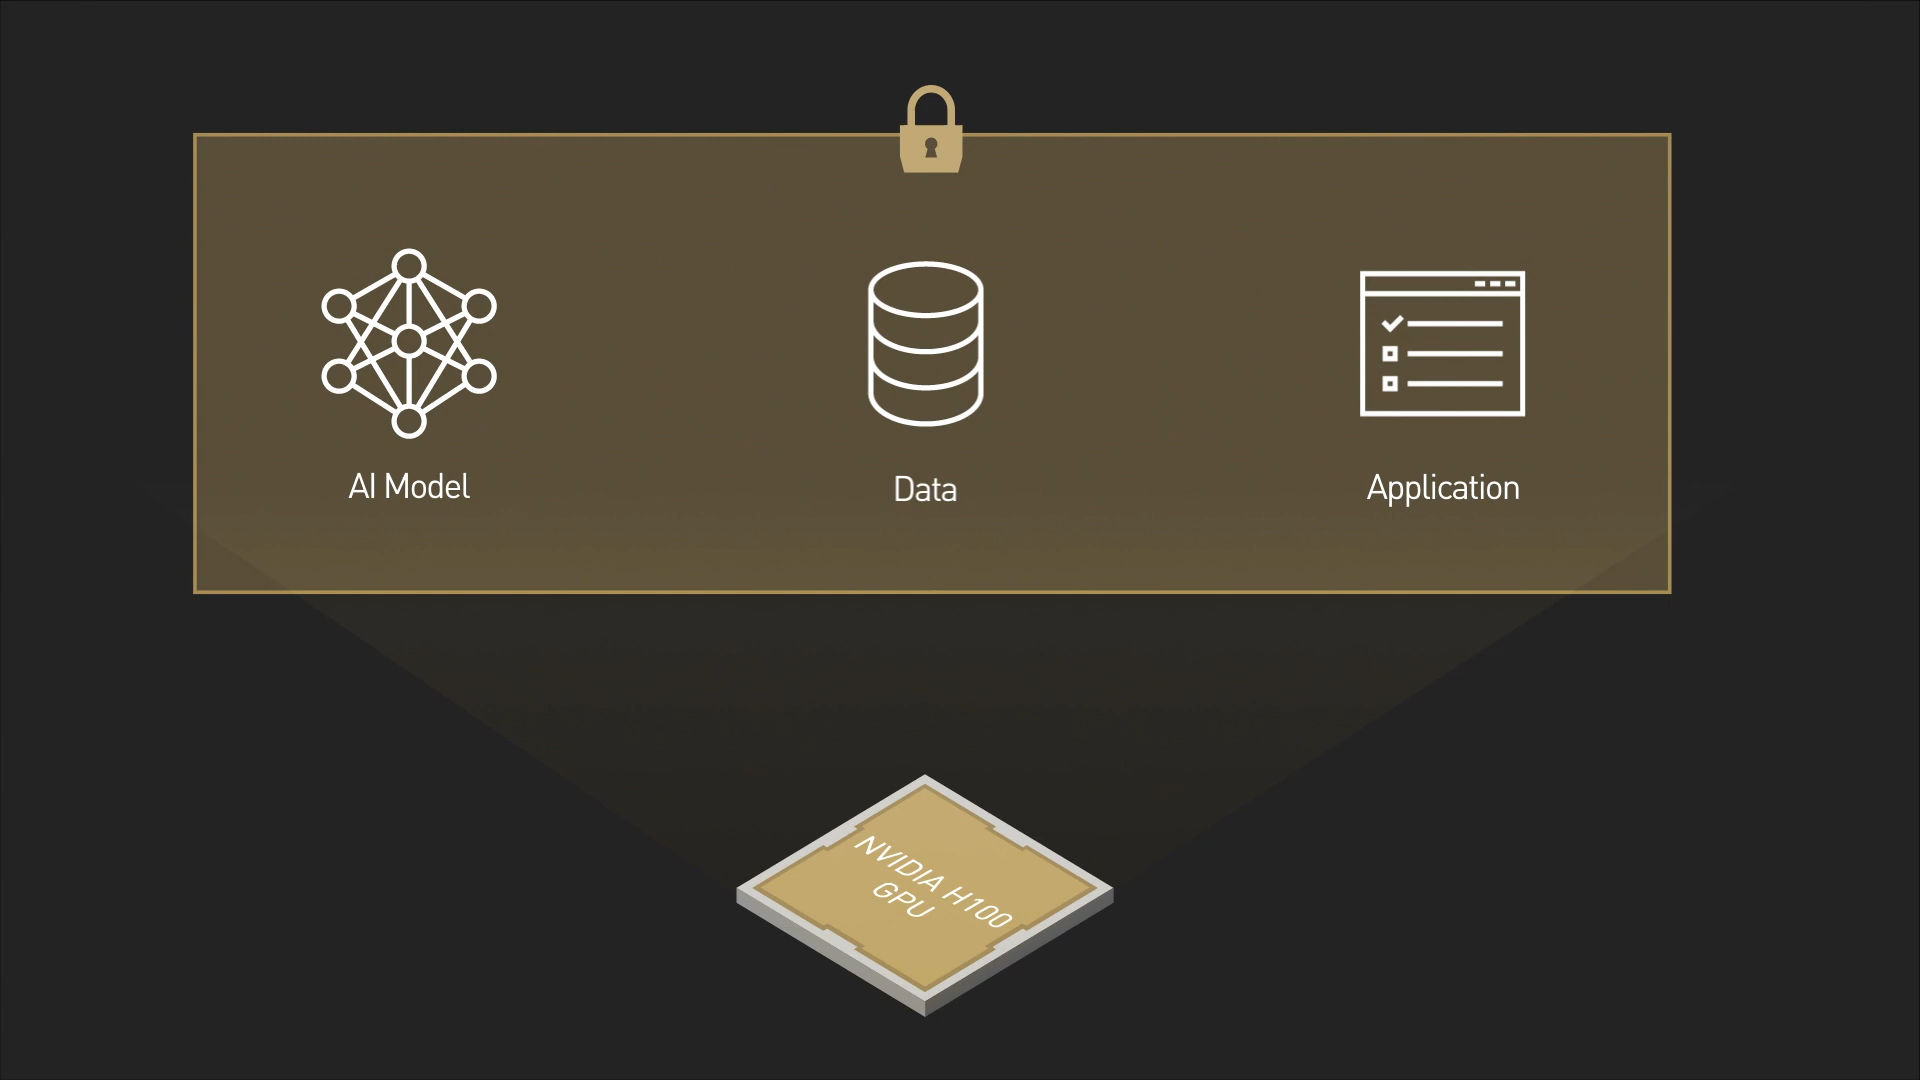 AI Model
Data
Application
NVIDIA H100
GPU